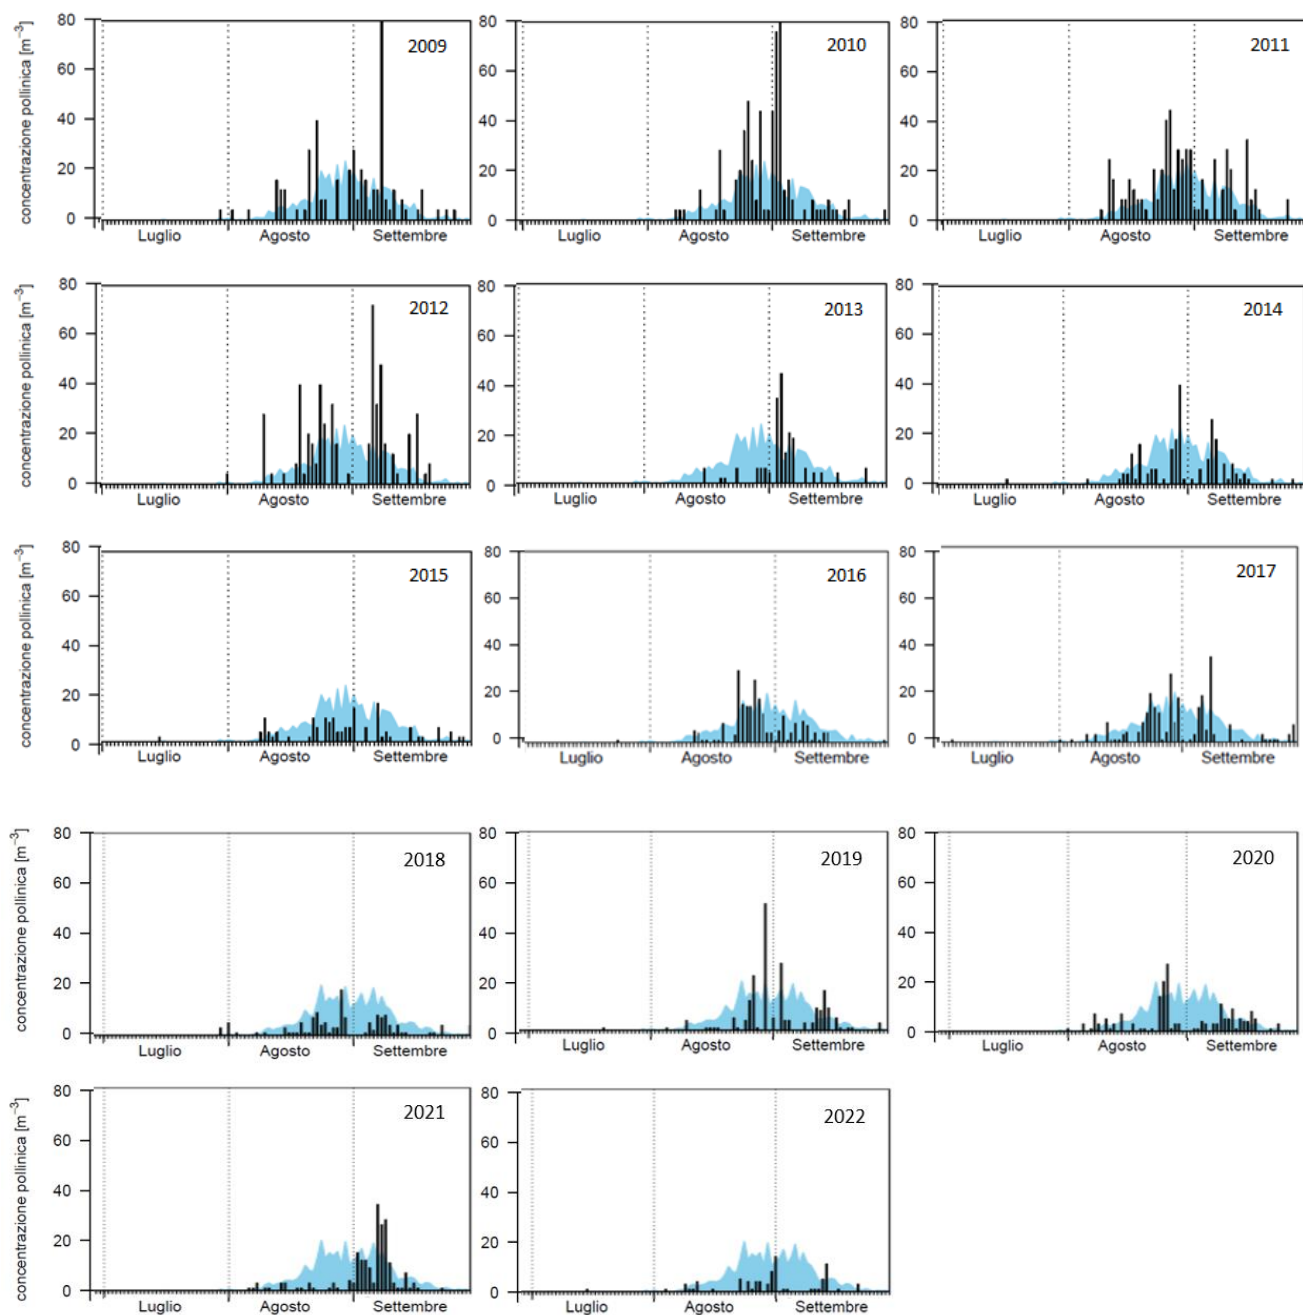 concentrazione pollinica [m⁻³]
80
60
40
20
0
2009
Luglio
Agosto
Settembre
80
60
40
20
0
2010
Luglio
Agosto
Settembre
80
60
40
20
0
2011
Luglio
Agosto
Settembre
concentrazione pollinica [m⁻³]
80
60
40
20
0
2012
Luglio
Agosto
Settembre
80
60
40
20
0
2013
Luglio
Agosto
Settembre
80
60
40
20
0
2014
Luglio
Agosto
Settembre
concentrazione pollinica [m⁻³]
80
60
40
20
0
2015
Luglio
Agosto
Settembre
80
60
40
20
0
2016
Luglio
Agosto
Settembre
80
60
40
20
0
2017
Luglio
Agosto
Settembre
concentrazione pollinica [m⁻³]
80
60
40
20
0
2018
Luglio
Agosto
Settembre
80
60
40
20
0
2019
Luglio
Agosto
Settembre
80
60
40
20
0
2020
Luglio
Agosto
Settembre
concentrazione pollinica [m⁻³]
80
60
40
20
0
2021
Luglio
Agosto
Settembre
80
60
40
20
0
2022
Luglio
Agosto
Settembre